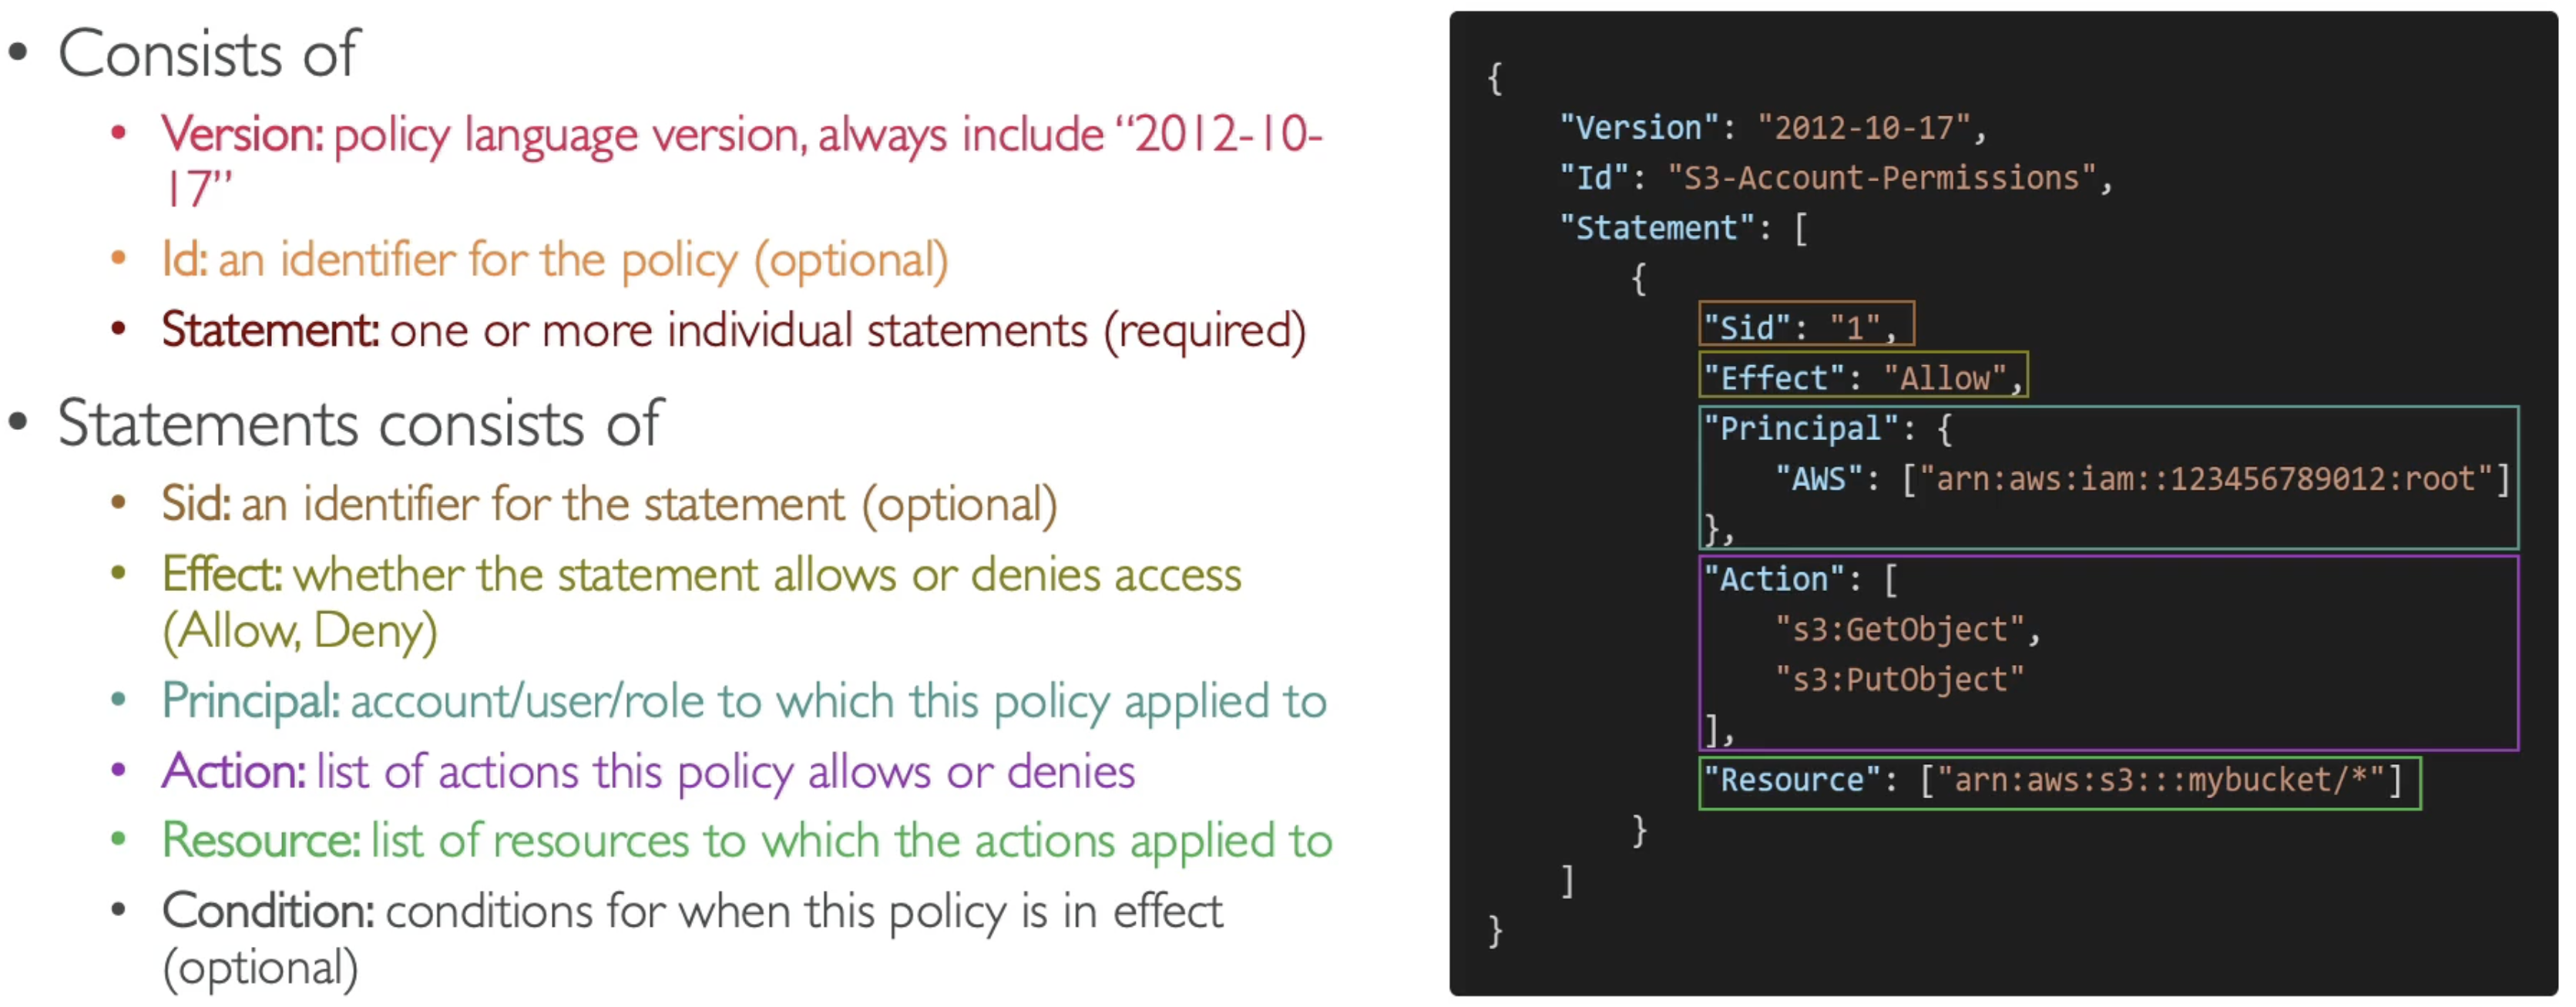 • Consists of
• Version: policy language version, always include “2012-10-
17”
• Id: an identifier for the policy (optional)
• Statement: one or more individual statements (required)
• Statements consists of
• Sid: an identifier for the statement (optional)
• Effect: whether the statement allows or denies access
(Allow, Deny)
• Principal: account/user/role to which this policy applied to
• Action: list of actions this policy allows or denies
• Resource: list of resources to which the actions applied to
• Condition: conditions for when this policy is in effect
(optional)
{
"Version": "2012-10-17",
"Id": "S3-Account-Permissions",
"Statement": [
{
"Sid": "1",
"Effect": "Allow",
"Principal": {
"AWS": ["arn:aws:iam::123456789012:root"]
},
"Action": [
"s3:GetObject",
"s3:PutObject"
],
"Resource": ["arn:aws:s3:::mybucket/*"]
}
]
}